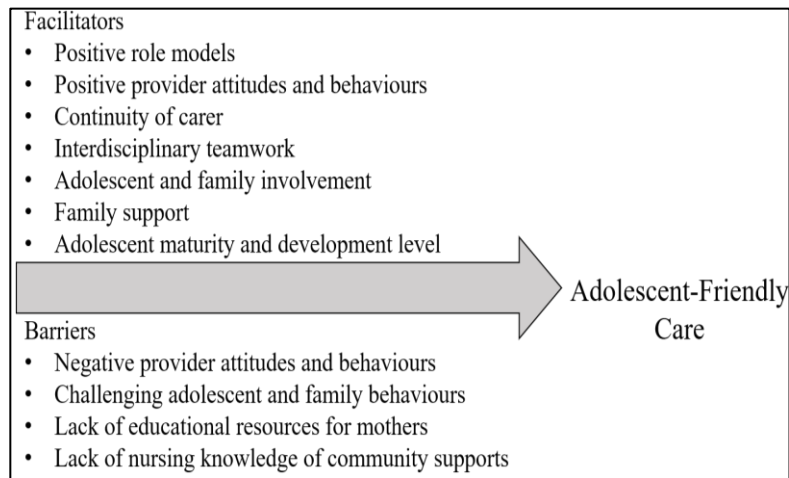 Facilitators
• Positive role models
• Positive provider attitudes and behaviours
• Continuity of carer
• Interdisciplinary teamwork
• Adolescent and family involvement
• Family support
• Adolescent maturity and development level
Adolescent-Friendly
Care
Barriers
• Negative provider attitudes and behaviours
• Challenging adolescent and family behaviours
• Lack of educational resources for mothers
• Lack of nursing knowledge of community supports